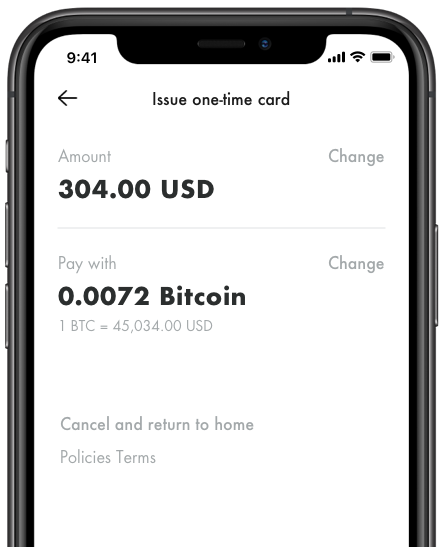 9:41
Issue one-time card
Amount Change
304.00 USD
Pay with Change
0.0072 Bitcoin
1 BTC = 45,034.00 USD
Cancel and return to home
Policies Terms